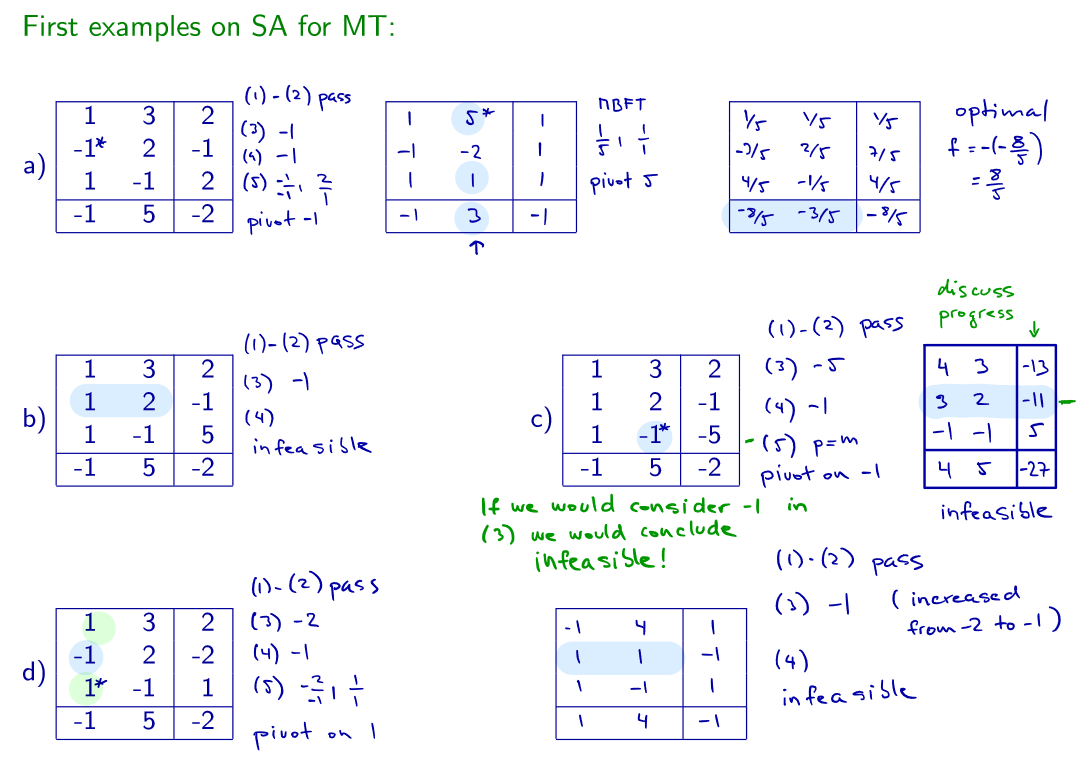 First examples on SA for MT:
a)
1 3 2
-1* 2 -1
1 -1 2
-1 5 -2
(1)-(2) pass
(3) -1
(4) -1
(5) -1/-1, 2/1
pivot -1
1 5* 1
-1 -2 1
1 1 1
-1 3 -1
↑
MBFT
1/5, 1/1
pivot 5
1/5 1/5 1/5
-3/5 2/5 7/5
4/5 -1/5 4/5
-8/5 -3/5 -8/5
optimal
f = -(-8/5)
= 8/5
b)
1 3 2
1 2 -1
1 -1 5
-1 5 -2
(1)-(2) pass
(3) -1
(4)
infeasible
c)
1 3 2
1 2 -1
1 -1* -5
-1 5 -2
(1)-(2) pass
(3) -5
(4) -1
-(5) p=m
pivot on -1
discuss
progress
↓
4 3 -13
3 2 -11 -
-1 -1 5
4 5 -27
infeasible
If we would consider -1 in
(3) we would conclude
infeasible!
d)
1 3 2
-1 2 -2
1* -1 1
-1 5 -2
(1)-(2) pass
(3) -2
(4) -1
(5) -2/-1, 1/1
pivot on 1
-1 4 1
1 1 -1
1 -1 1
1 4 -1
(1)-(2) pass
(3) -1 (increased
from -2 to -1)
(4)
infeasible